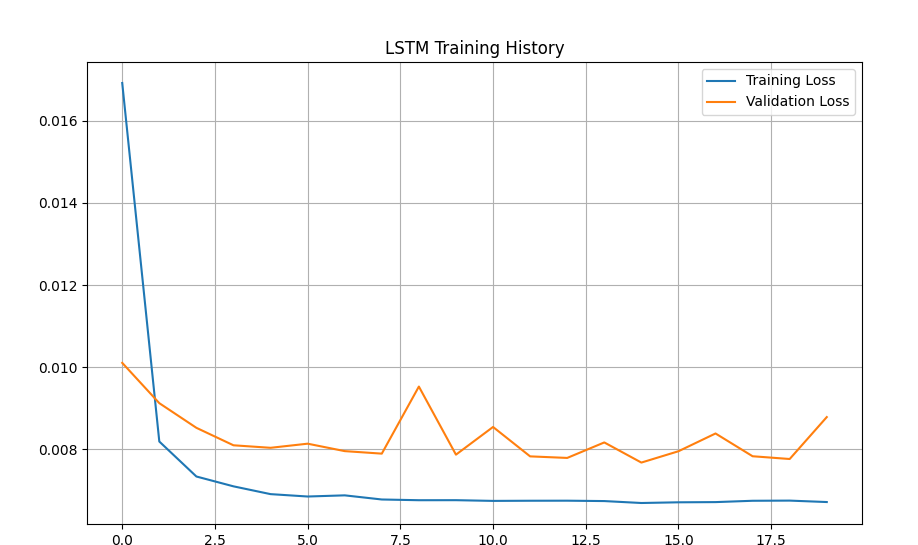 LSTM Training History
Training Loss
Validation Loss
0.016
0.014
0.012
0.010
0.008
0.0 2.5 5.0 7.5 10.0 12.5 15.0 17.5